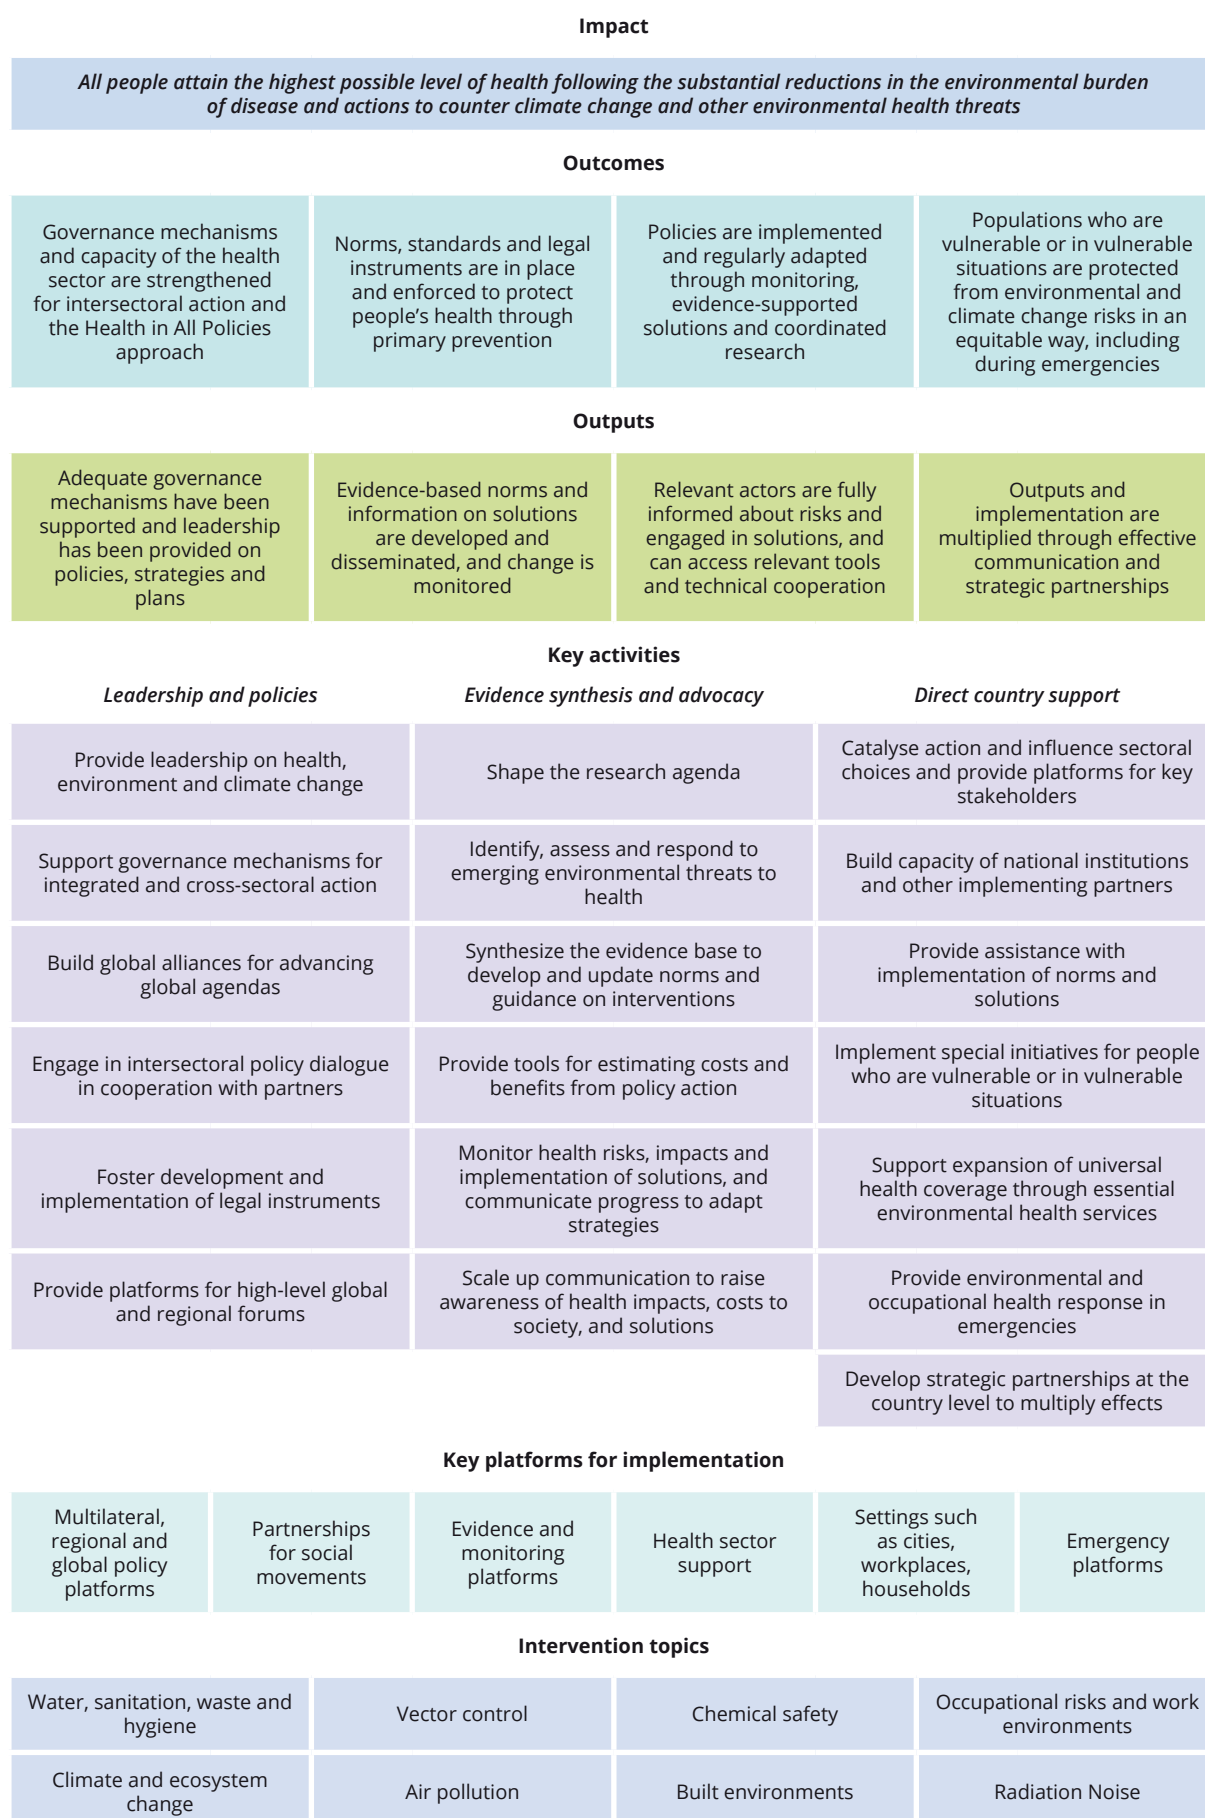 Impact
All people attain the highest possible level of health following the substantial reductions in the environmental burden
of disease and actions to counter climate change and other environmental health threats
Outcomes
Governance mechanisms
and capacity of the health
sector are strengthened
for intersectoral action and
the Health in All Policies
approach
Norms, standards and legal
instruments are in place
and enforced to protect
people’s health through
primary prevention
Policies are implemented
and regularly adapted
through monitoring,
evidence-supported
solutions and coordinated
research
Populations who are
vulnerable or in vulnerable
situations are protected
from environmental and
climate change risks in an
equitable way, including
during emergencies
Outputs
Adequate governance
mechanisms have been
supported and leadership
has been provided on
policies, strategies and
plans
Evidence-based norms and
information on solutions
are developed and
disseminated, and change is
monitored
Relevant actors are fully
informed about risks and
engaged in solutions, and
can access relevant tools
and technical cooperation
Outputs and
implementation are
multiplied through effective
communication and
strategic partnerships
Key activities
Leadership and policies
Evidence synthesis and advocacy
Direct country support
Provide leadership on health,
environment and climate change
Shape the research agenda
Catalyse action and influence sectoral
choices and provide platforms for key
stakeholders
Support governance mechanisms for
integrated and cross-sectoral action
Identify, assess and respond to
emerging environmental threats to
health
Build capacity of national institutions
and other implementing partners
Build global alliances for advancing
global agendas
Synthesize the evidence base to
develop and update norms and
guidance on interventions
Provide assistance with
implementation of norms and
solutions
Engage in intersectoral policy dialogue
in cooperation with partners
Provide tools for estimating costs and
benefits from policy action
Implement special initiatives for people
who are vulnerable or in vulnerable
situations
Foster development and
implementation of legal instruments
Monitor health risks, impacts and
implementation of solutions, and
communicate progress to adapt
strategies
Support expansion of universal
health coverage through essential
environmental health services
Provide platforms for high-level global
and regional forums
Scale up communication to raise
awareness of health impacts, costs to
society, and solutions
Provide environmental and
occupational health response in
emergencies
Develop strategic partnerships at the
country level to multiply effects
Key platforms for implementation
Multilateral,
regional and
global policy
platforms
Partnerships
for social
movements
Evidence and
monitoring
platforms
Health sector
support
Settings such
as cities,
workplaces,
households
Emergency
platforms
Intervention topics
Water, sanitation, waste and
hygiene
Vector control
Chemical safety
Occupational risks and work
environments
Climate and ecosystem
change
Air pollution
Built environments
Radiation Noise